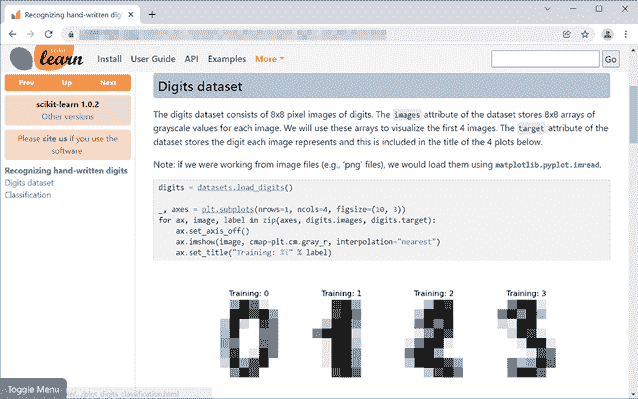 Recognizing hand-written digi
scikit
learn
Install User Guide API Examples More
Go
Prev Up Next
scikit-learn 1.0.2
Other versions
Please cite us if you use the
software.
Recognizing hand-written digits
Digits dataset
Classification
Digits dataset
The digits dataset consists of 8x8 pixel images of digits. The images attribute of the dataset stores 8x8 arrays of
grayscale values for each image. We will use these arrays to visualize the first 4 images. The target attribute of the
dataset stores the digit each image represents and this is included in the title of the 4 plots below.
Note: if we were working from image files (e.g., 'png' files), we would load them using matplotlib.pyplot.imread.
digits = datasets.load_digits()
_, axes = plt.subplots(nrows=1, ncols=4, figsize=(10, 3))
for ax, image, label in zip(axes, digits.images, digits.target):
ax.set_axis_off()
ax.imshow(image, cmap=plt.cm.gray_r, interpolation="nearest")
ax.set_title("Training: %i" % label)
Training: 0 Training: 1 Training: 2 Training: 3
Toggle Menu
/plot_digits_classification.html